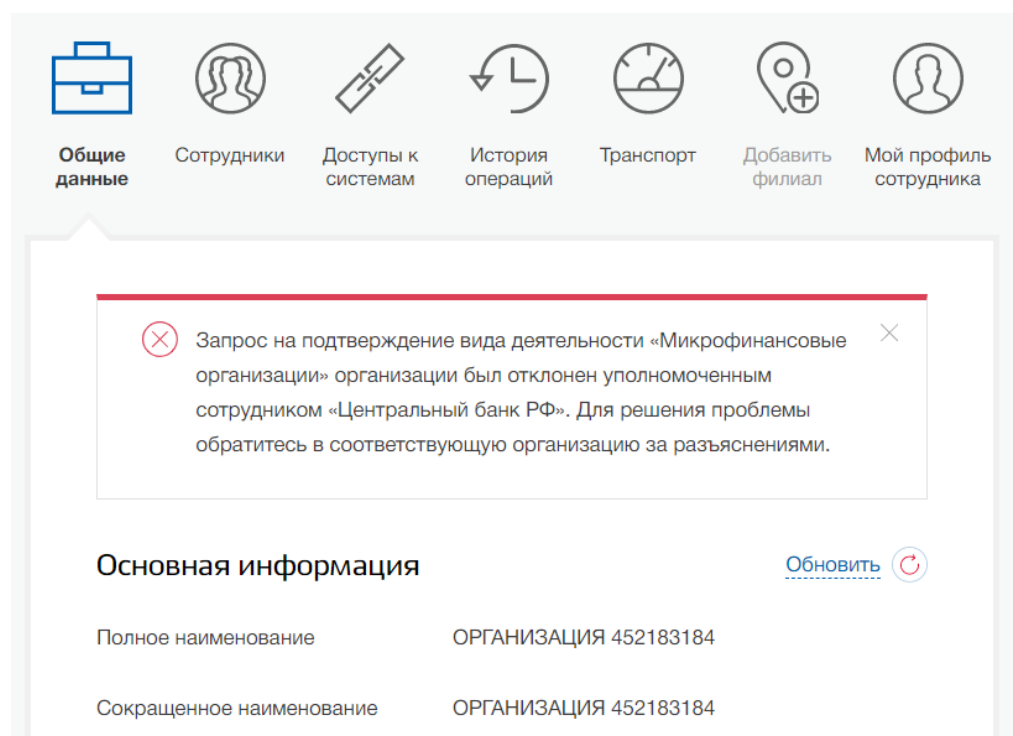 Общие данные
Сотрудники
Доступы к системам
История операций
Транспорт
Добавить филиал
Мой профиль сотрудника
Запрос на подтверждение вида деятельности «Микрофинансовые
организации» организации был отклонен уполномоченным
сотрудником «Центральный банк РФ». Для решения проблемы
обратитесь в соответствующую организацию за разъяснениями.
Основная информация
Обновить
Полное наименование ОРГАНИЗАЦИЯ 452183184
Сокращенное наименование ОРГАНИЗАЦИЯ 452183184